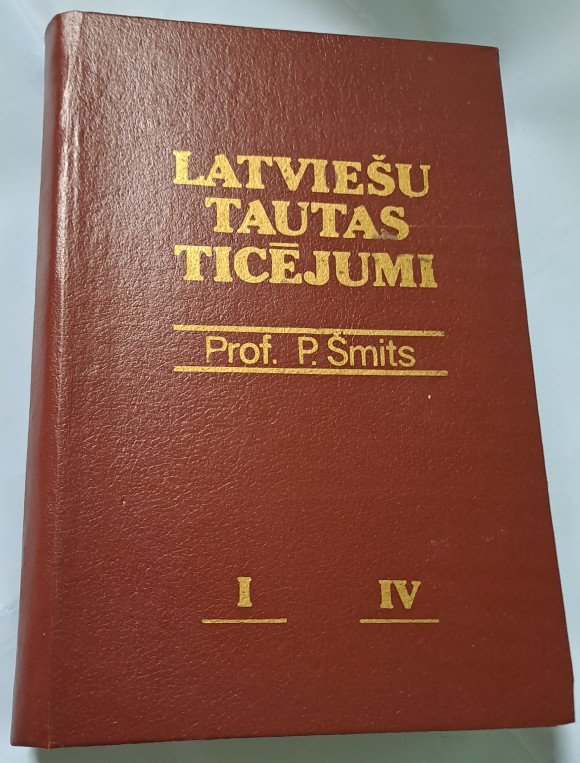 LATVIEŠU
TAUTAS
TICĒJUMI
Prof. P. Šmits
I IV